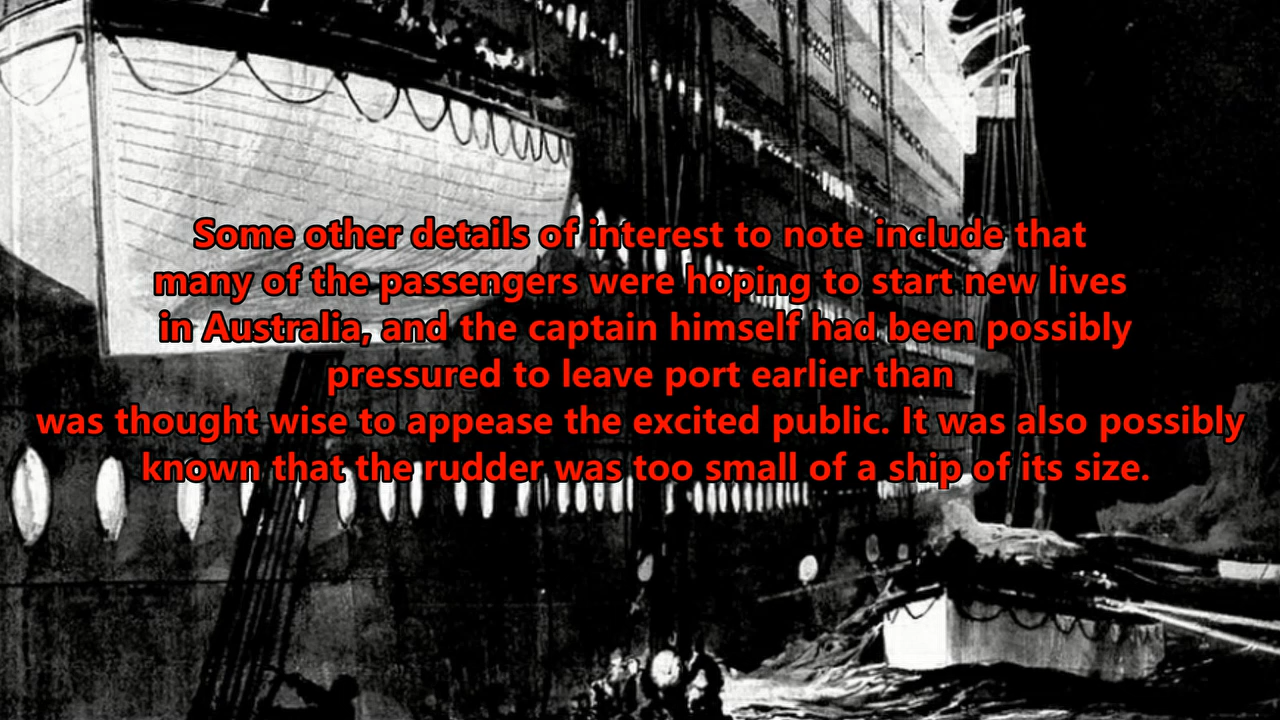 Some other details of interest to note include that
many of the passengers were hoping to start new lives
in Australia, and the captain himself had been possibly
pressured to leave port earlier than
was thought wise to appease the excited public. It was also possibly
known that the rudder was too small of a ship of its size.